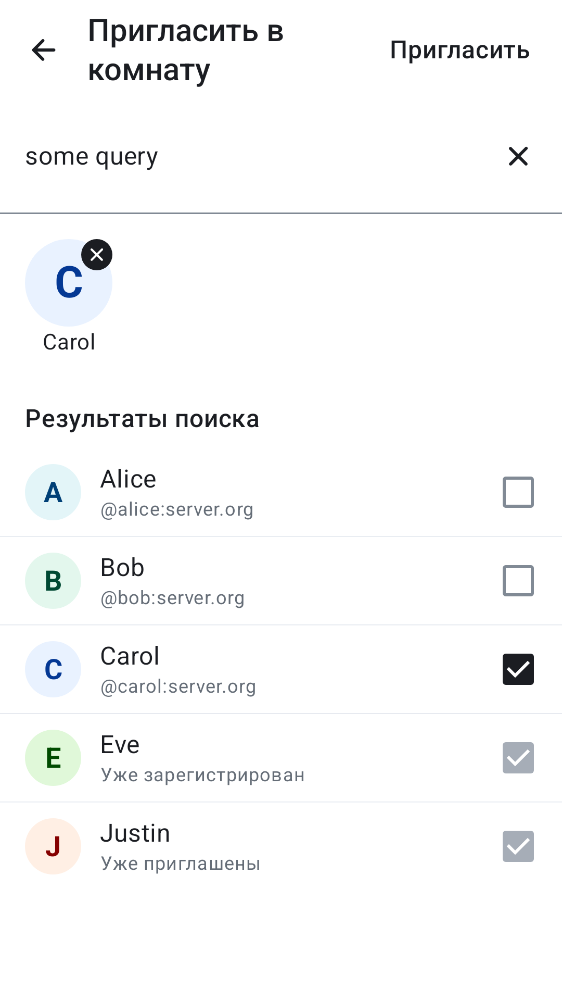 Пригласить в
комнату
Пригласить
some query
C
Carol
Результаты поиска
A
Alice
@alice:server.org
B
Bob
@bob:server.org
C
Carol
@carol:server.org
E
Eve
Уже зарегистрирован
J
Justin
Уже приглашены